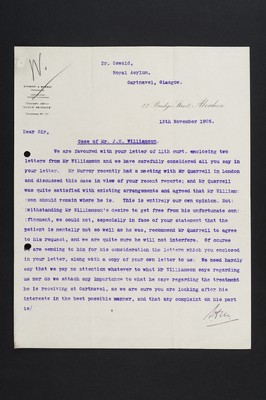 Dr. Oswald,
Royal Asylum,
Gartnavel, Glasgow.
Aberdeen
13th November 1905.
Dear Sir,
Case of Mr. J.W. Williamson.
We are favoured with your letter of 11th curt. enclosing two
letters from Mr Williamson and we have carefully considered all you say in
your letter. Mr Murray recently had a meeting with Mr Quarrell in London
and discussed this case in view of your recent reports; and Mr Quarrell
was quite satisfied with existing arrangements and agreed that Mr William-
son should remain where he is. This is entirely our own opinion. Not-
withstanding Mr Williamson's desire to get free from his unfortunate con-
finement, we could not, especially in face of your statement that the
patient is mentally not so well as he was, recommend Mr Quarrell to agree
to his request, and we are quite sure he will not interfere. Of course
we are sending to him for his consideration the letters which you enclosed
in your letter, along with a copy of your own letter to us. We need hardly
say that we pay no attention whatever to what Mr Williamson says regarding
us nor do we attach any importance to what he says regarding the treatment
he is receiving at Gartnavel, as we are sure you are looking after his
interests in the best possible manner, and that any complaint on his part
is/